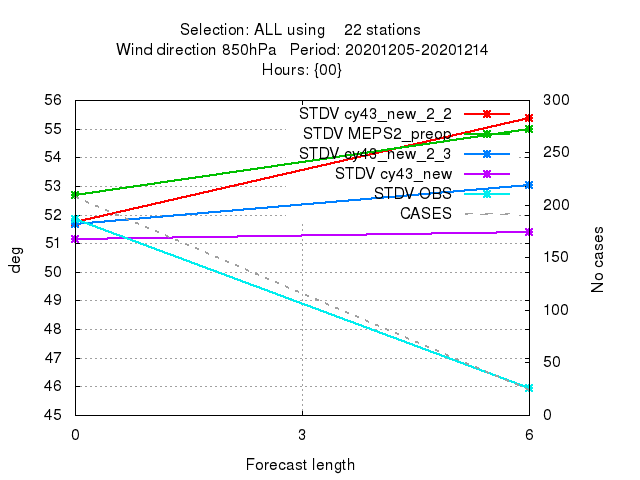 Selection: ALL using 22 stations
Wind direction 850hPa Period: 20201205-20201214
Hours: {00}
56
55
54
53
52
51
50
49
48
47
46
45
deg
STDV cy43_new_2_2
STDV MEPS2_preop
STDV cy43_new_2_3
STDV cy43_new
STDV OBS
CASES
300
250
200
150
100
50
0
No cases
0 3 6
Forecast length